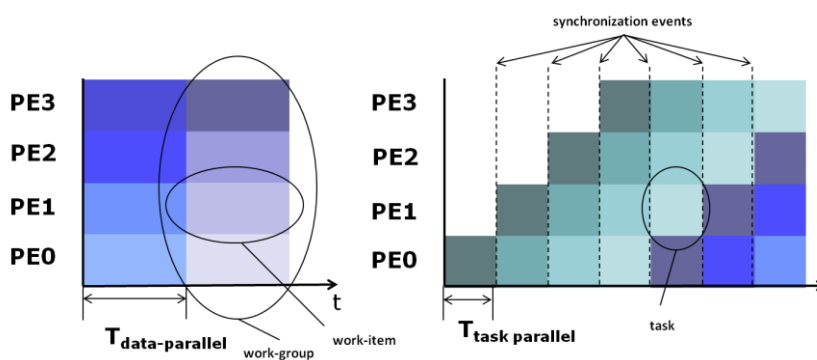 synchronization events
PE3
PE2
PE1
PE0
t
T data-parallel
work-item
work-group
PE3
PE2
PE1
PE0
T task parallel
task